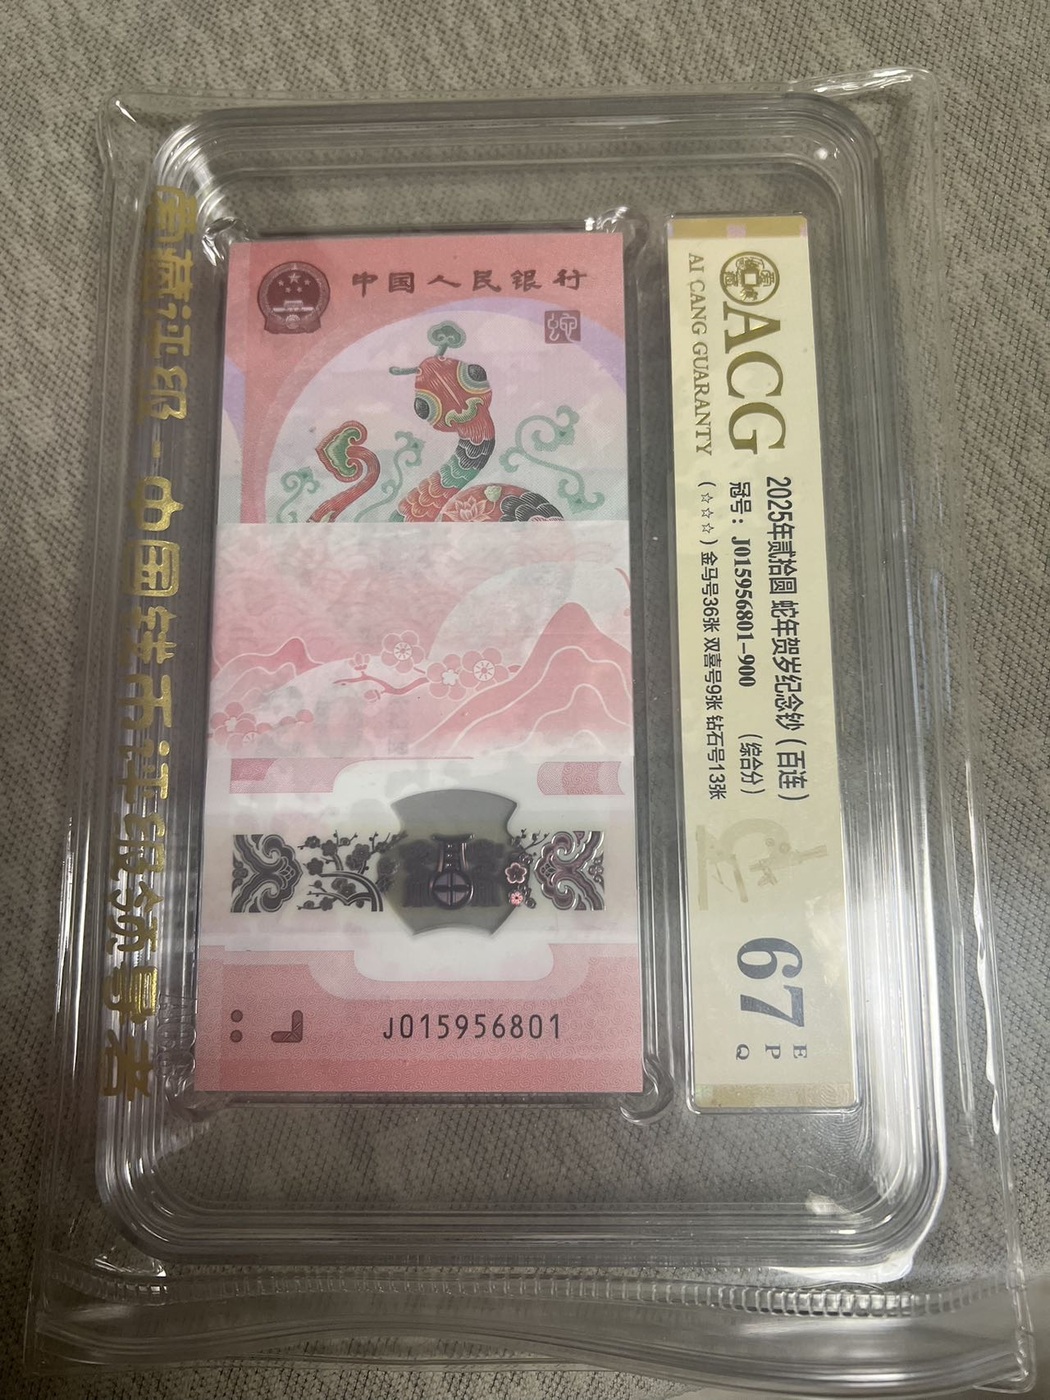 中国人民银行
J015956801
ACG
AI CANG GUARANTY
2025年贰拾圆 蛇年贺岁纪念钞（百连）
冠号：J015956801-900 （综合分）
（☆☆☆）金马号36张 双喜号9张 钻石号13张
67
E
P
Q
爱藏评级-中国钱币评级领导者